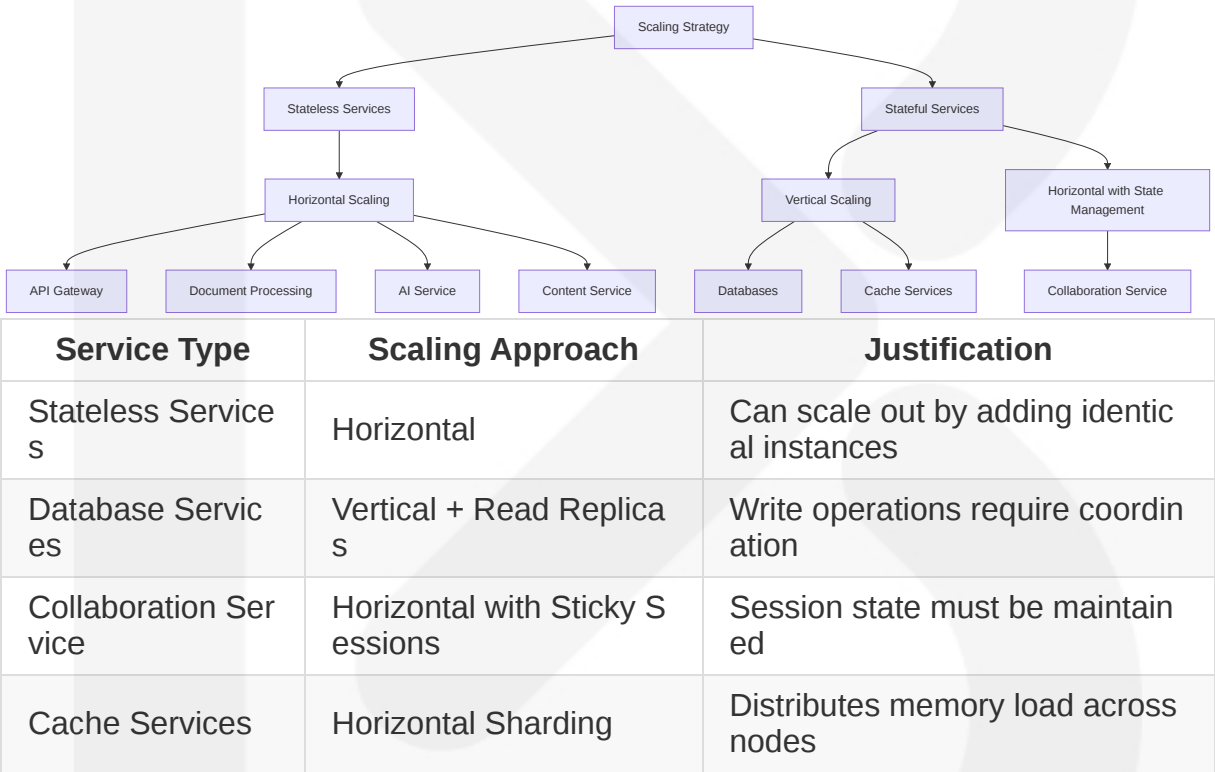 Scaling Strategy
Stateless Services
Stateful Services
Horizontal Scaling
Vertical Scaling
Horizontal with State
Management
API Gateway
Document Processing
AI Service
Content Service
Databases
Cache Services
Collaboration Service
Service Type
Scaling Approach
Justification
Stateless Service
s
Horizontal
Can scale out by adding identic
al instances
Database Servic
es
Vertical + Read Replica
s
Write operations require coordin
ation
Collaboration Ser
vice
Horizontal with Sticky S
essions
Session state must be maintain
ed
Cache Services
Horizontal Sharding
Distributes memory load across
nodes